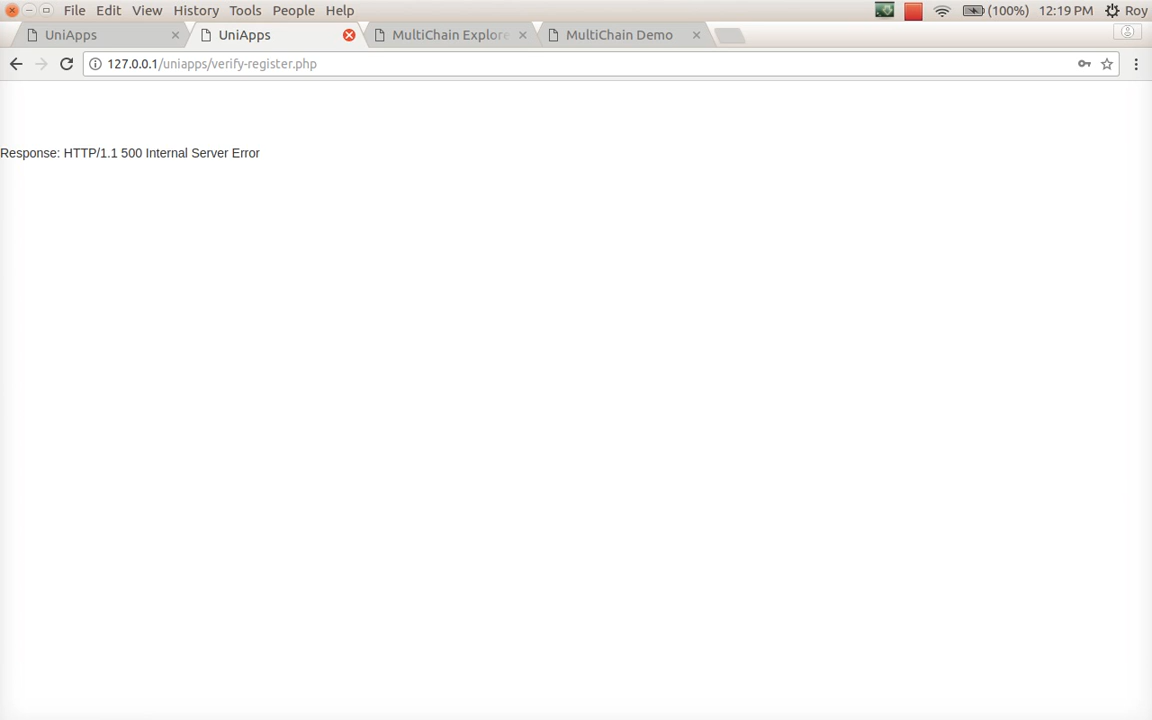 File Edit View History Tools People Help (100%) 12:19 PM Roy
UniApps UniApps MultiChain Explore MultiChain Demo
127.0.0.1/uniapps/verify-register.php
Response: HTTP/1.1 500 Internal Server Error